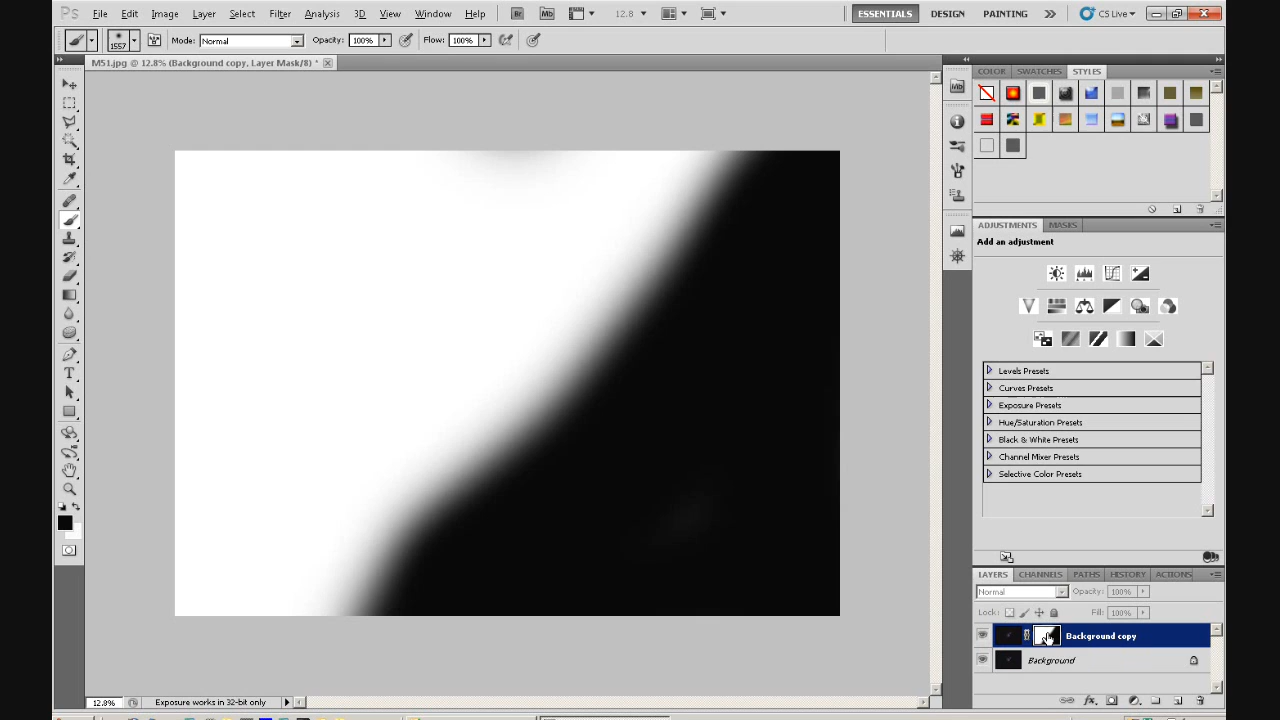 Ps File Edit Image Layer Select Filter Analysis 3D View Window Help Br Mb 12.8 ESSENTIALS DESIGN PAINTING CS Live
1557 Mode: Normal Opacity: 100% Flow: 100%
M51.jpg @ 12.8% (Background copy, Layer Mask/8) *
COLOR SWATCHES STYLES
Mb
ADJUSTMENTS MASKS
Add an adjustment
Levels Presets
Curves Presets
Exposure Presets
Hue/Saturation Presets
Black & White Presets
Channel Mixer Presets
Selective Color Presets
LAYERS CHANNELS PATHS HISTORY ACTIONS
Normal Opacity: 100%
Lock: Fill: 100%
Background copy
Background
12.8% Exposure works in 32-bit only